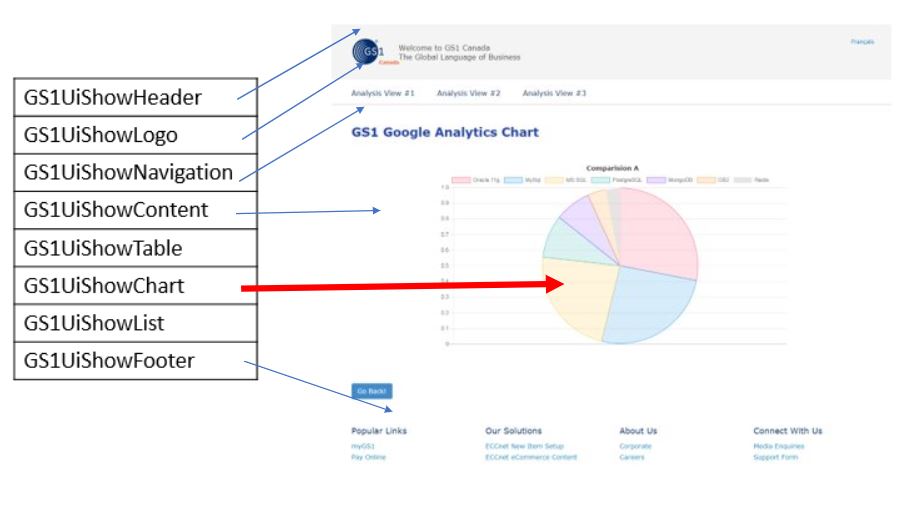 GS1UiShowHeader
GS1UiShowLogo
GS1UiShowNavigation
GS1UiShowContent
GS1UiShowTable
GS1UiShowChart
GS1UiShowList
GS1UiShowFooter
GS1
Canada
Welcome to GS1 Canada
The Global Language of Business
Français
Analysis View #1 Analysis View #2 Analysis View #3
GS1 Google Analytics Chart
Comparision A
Oracle 11g MySql MS SQL PostgreSQL MongoDB DB2 Redis
1.0
0.9
0.8
0.7
0.6
0.5
0.4
0.3
0.2
0.1
0
Go Back!
Popular Links Our Solutions About Us Connect With Us
myGS1 ECCnet New Item Setup Corporate Media Enquiries
Pay Online ECCnet eCommerce Content Careers Support Form